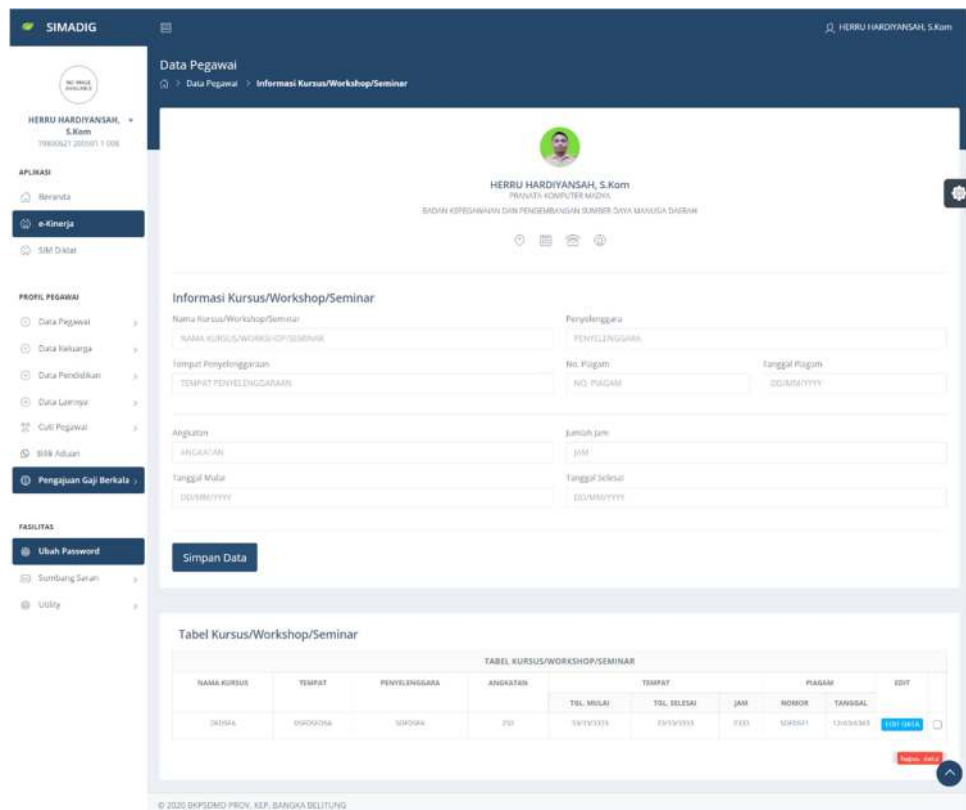 SIMADIG
HERRU HARDIYANSAH, S.Kom
NO IMAGE
AVAILABLE
HERRU HARDIYANSAH,
S.Kom
APLIKASI
Beranda
e-Kinerja
SIM Diklat
PROFIL PEGAWAI
Data Pegawai
Data Keluarga
Data Pendidikan
Data Lainnya
Cuti Pegawai
Bilik Aduan
Pengajuan Gaji Berkala
FASILITAS
Ubah Password
Sumbang Saran
Utility
Data Pegawai
> Data Pegawai > Informasi Kursus/Workshop/Seminar
HERRU HARDIYANSAH, S.Kom
PRANATA KOMPUTER MADYA
BADAN KEPEGAWAIAN DAN PENGEMBANGAN SUMBER DAYA MANUSIA DAERAH
Informasi Kursus/Workshop/Seminar
Nama Kursus/Workshop/Seminar Penyelenggara
NAMA KURSUS/WORKSHOP/SEMINAR PENYELENGGARA
Tempat Penyelenggaraan No. Piagam Tanggal Piagam
TEMPAT PENYELENGGARAAN NO. PIAGAM DD/MM/YYYY
Angkatan Jumlah Jam
ANGKATAN JAM
Tanggal Mulai Tanggal Selesai
DD/MM/YYYY DD/MM/YYYY
Simpan Data
Tabel Kursus/Workshop/Seminar
TABEL KURSUS/WORKSHOP/SEMINAR
NAMA KURSUS TEMPAT PENYELENGGARA ANGKATAN TEMPAT PIAGAM EDIT
TGL. MULAI TGL. SELESAI JAM NOMOR TANGGAL
EDIT DATA
hapus data
© 2020 BKPSDMD PROV. KEP. BANGKA BELITUNG